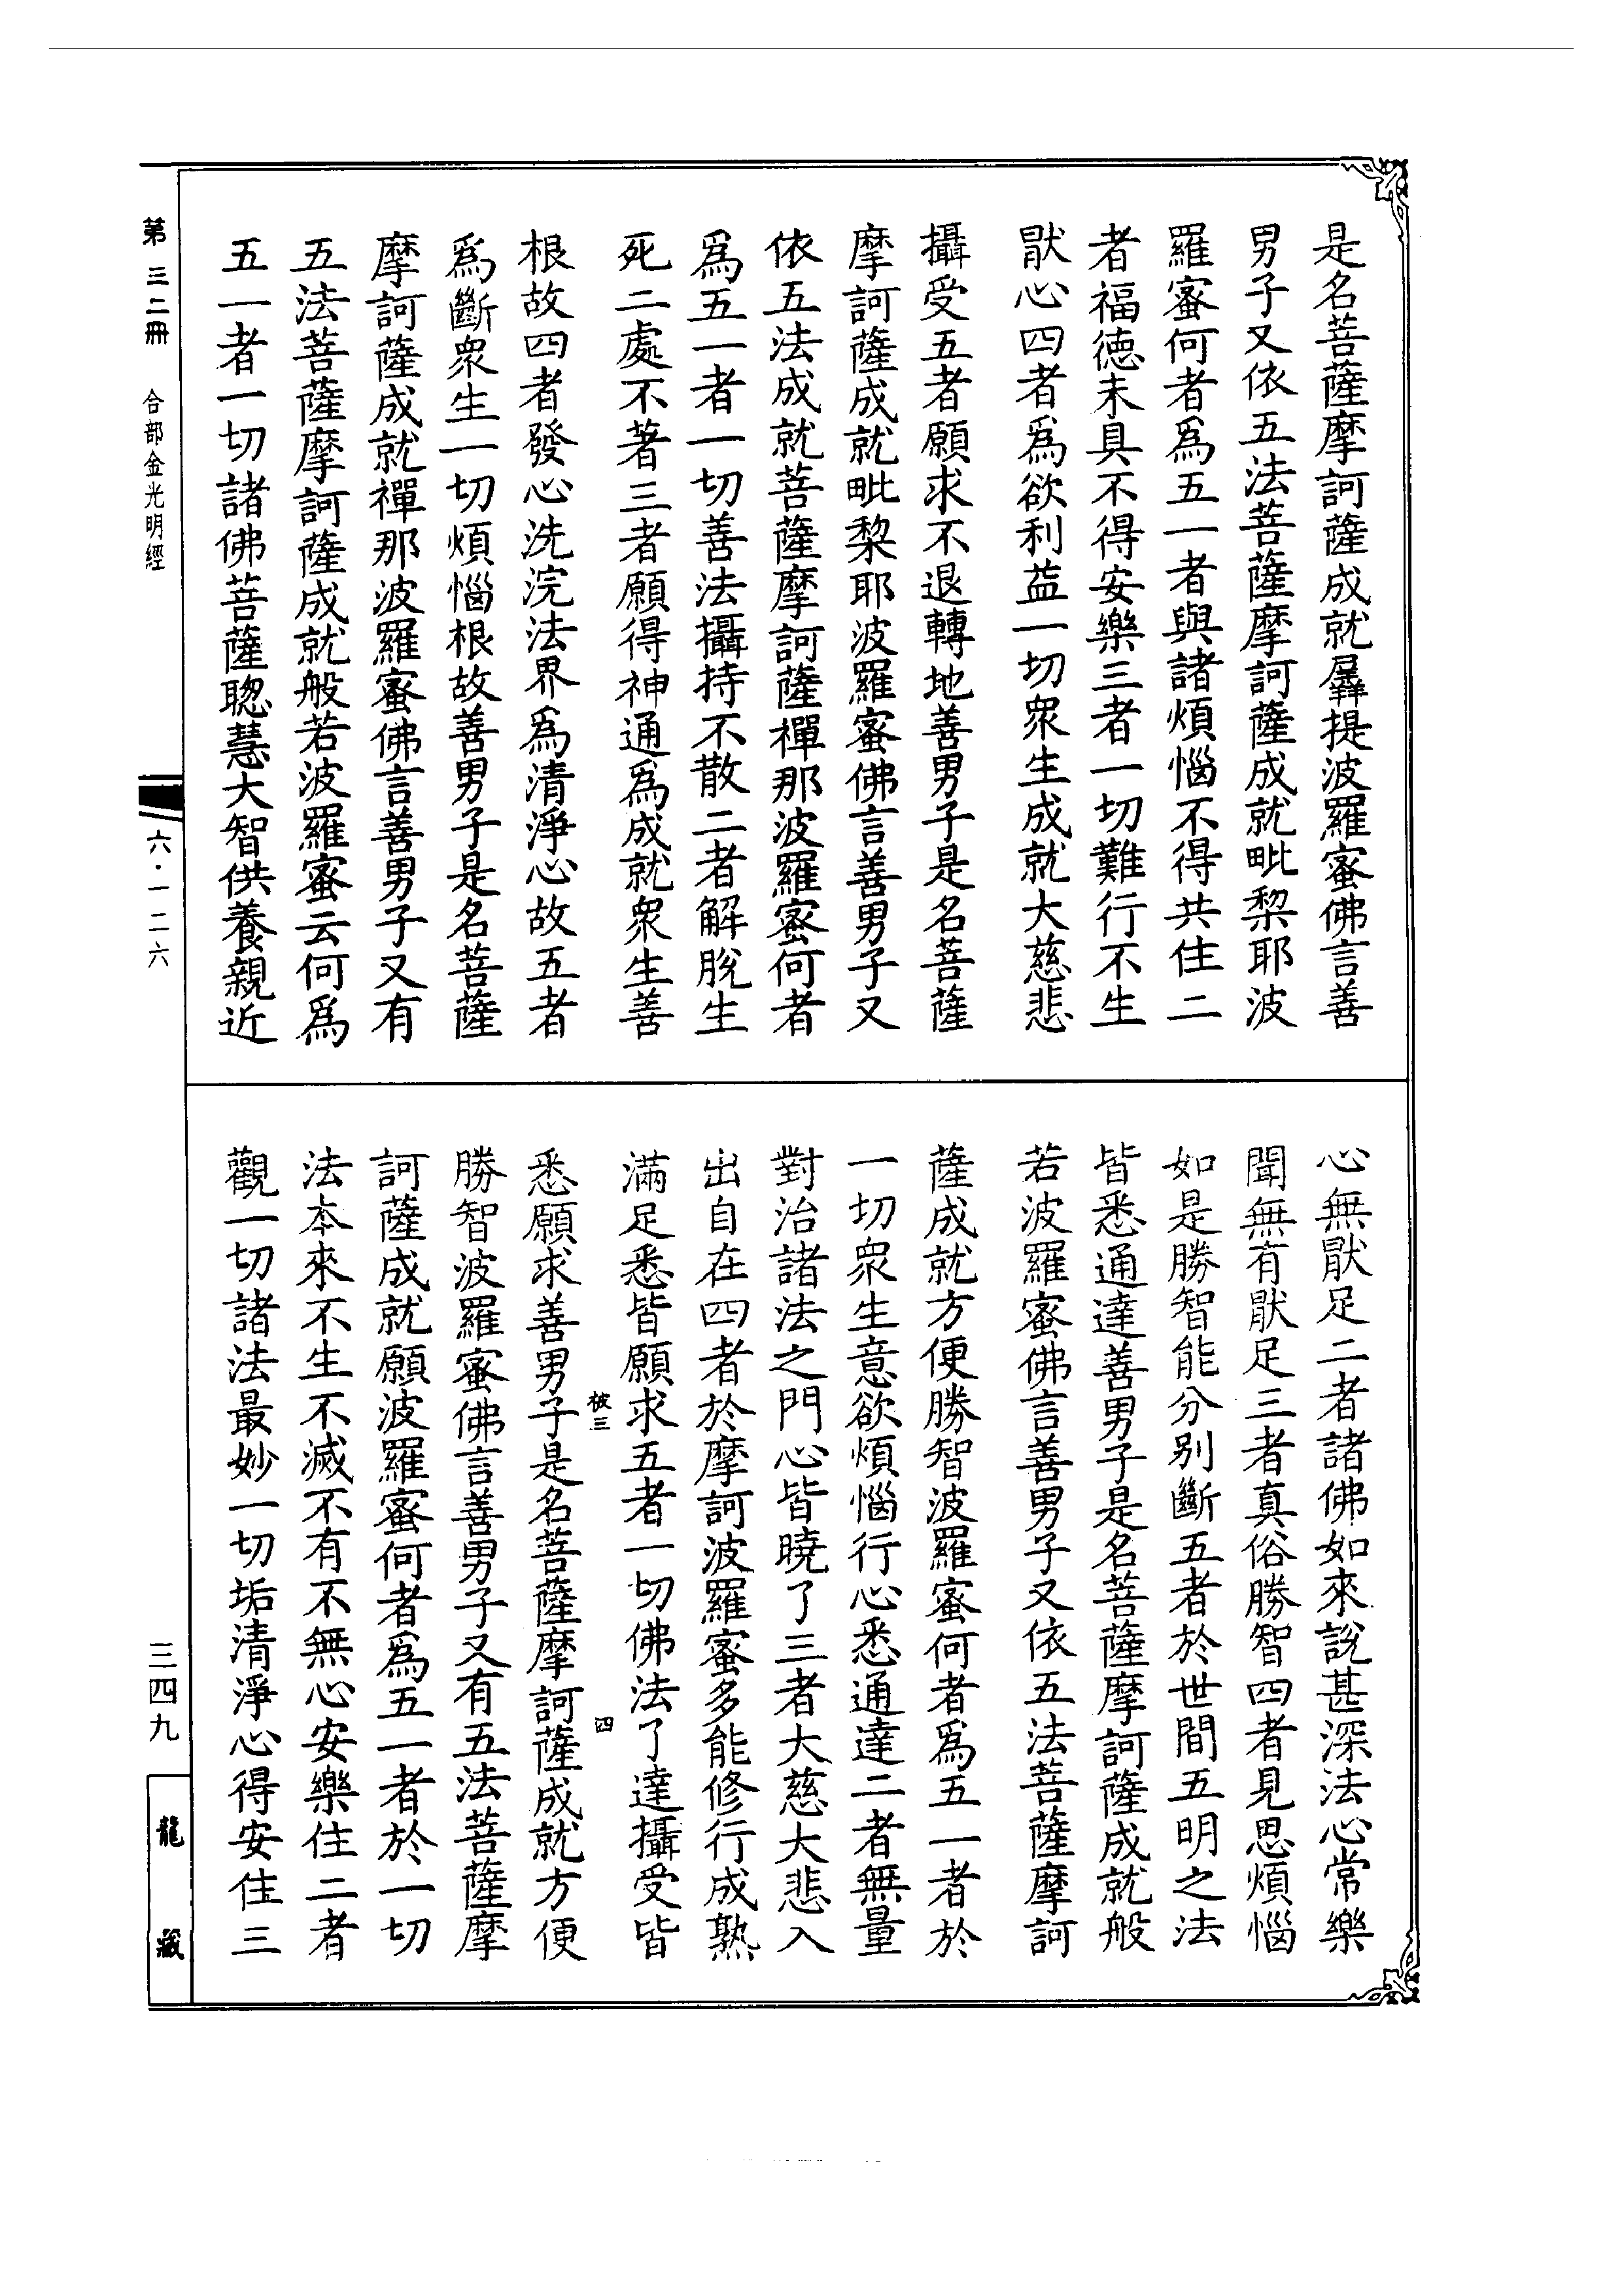 是名菩薩摩訶薩成就羼提波羅蜜佛言善
男子又依五法菩薩摩訶薩成就毗棃耶波
羅蜜何者爲五一者與諸煩惱不得共住二
者福德未具不得安樂三者一切難行不生
猒心四者爲欲利益一切衆生成就大慈悲
攝受五者願求不退轉地善男子是名菩薩
摩訶薩成就毗棃耶波羅蜜佛言善男子又
依五法成就菩薩摩訶薩禪那波羅蜜何者
爲五一者一切善法攝持不散二者解脫生
死二處不著三者願得神通爲成就衆生善
根故四者發心洗浣法界爲清淨心故五者
爲斷衆生一切煩惱根故善男子是名菩薩
摩訶薩成就禪那波羅蜜佛言善男子又有
五法菩薩摩訶薩成就般若波羅蜜云何爲
五一者一切諸佛菩薩聦慧大智供養親近
心無猒足二者諸佛如來說甚深法心常樂
聞無有猒足三者真俗勝智四者見思煩惱
如是勝智能分别斷五者於世間五明之法
皆悉通達善男子是名菩薩摩訶薩成就般
若波羅蜜佛言善男子又依五法菩薩摩訶
薩成就方便勝智波羅蜜何者爲五一者於
一切衆生意欲煩惱行心悉通達二者無量
對治諸法之門心皆曉了三者大慈大悲入
出自在四者於摩訶波羅蜜多能修行成熟
滿足悉皆願求五者一切佛法了達攝受皆
被三 四
悉願求善男子是名菩薩摩訶薩成就方便
勝智波羅蜜佛言善男子又有五法菩薩摩
訶薩成就願波羅蜜何者爲五一者於一切
法本來不生不滅不有不無心安樂住二者
觀一切諸法最妙一切垢清淨心得安住三
第三二冊 合部金光明經
六·一二六
三四九
龍藏